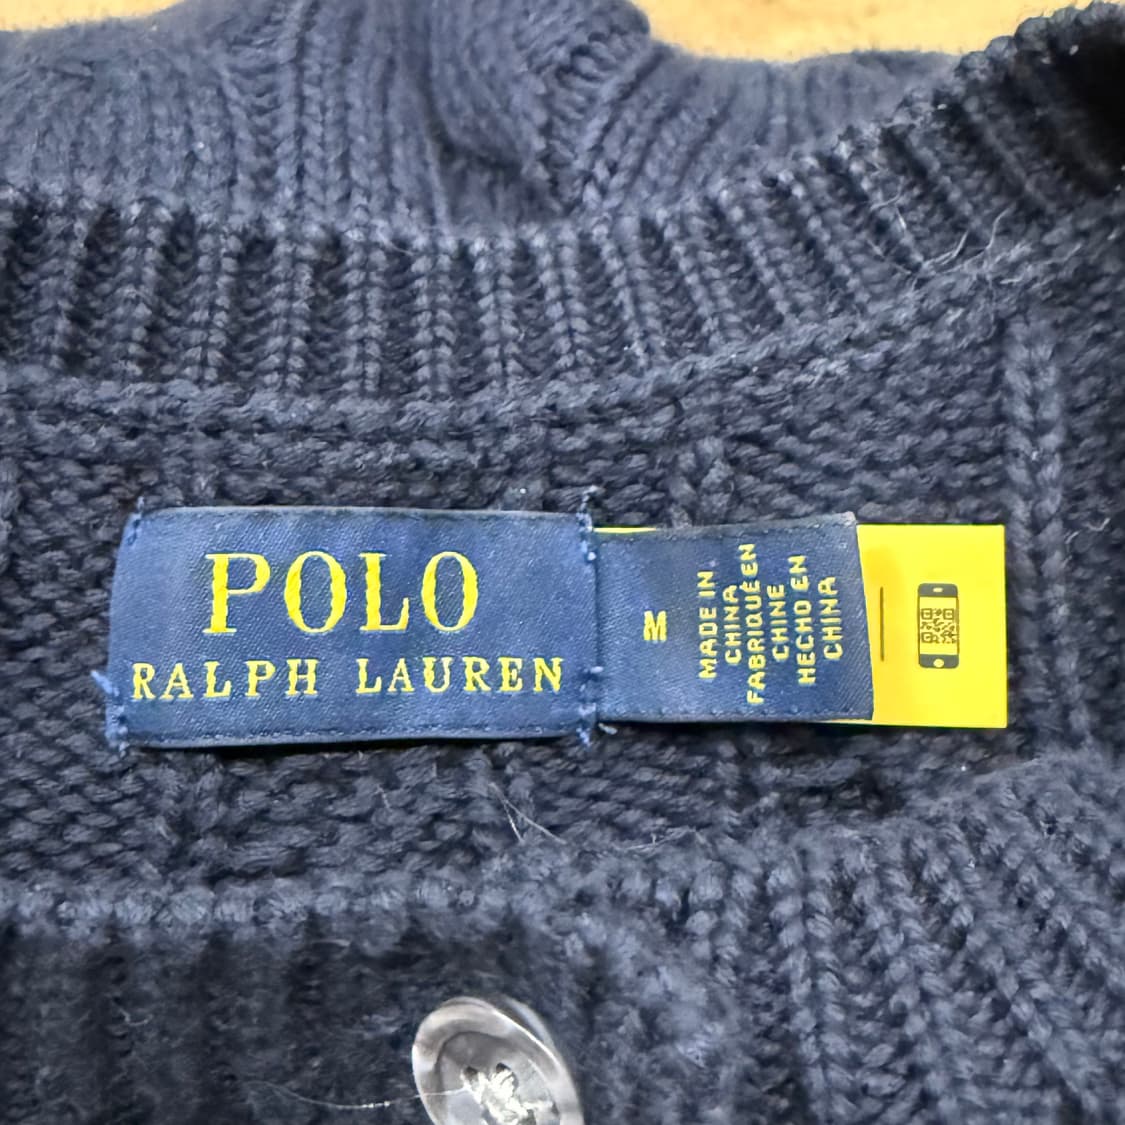 POLO
RALPH LAUREN
M
MADE IN
CHINA
FABRIQUÉ EN
CHINE
HECHO EN
CHINA